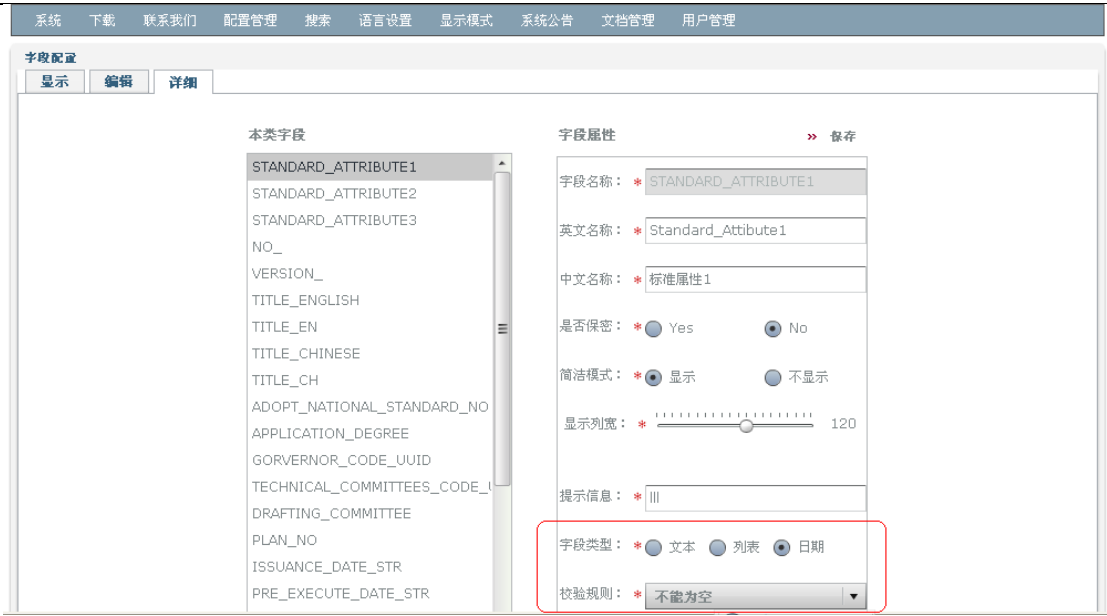 系统 下载 联系我们 配置管理 搜索 语言设置 显示模式 系统公告 文档管理 用户管理
字段配置
显示 编辑 详细
本类字段
STANDARD_ATTRIBUTE1
STANDARD_ATTRIBUTE2
STANDARD_ATTRIBUTE3
NO_
VERSION_
TITLE_ENGLISH
TITLE_EN
TITLE_CHINESE
TITLE_CH
ADOPT_NATIONAL_STANDARD_NO
APPLICATION_DEGREE
GORVERNOR_CODE_UUID
TECHNICAL_COMMITTEES_CODE_
DRAFTING_COMMITTEE
PLAN_NO
ISSUANCE_DATE_STR
PRE_EXECUTE_DATE_STR
字段属性 » 保存
字段名称： * STANDARD_ATTRIBUTE1
英文名称： * Standard_Attibute1
中文名称： * 标准属性1
是否保密： * Yes No
简洁模式： * 显示 不显示
显示列宽： * 120
提示信息： * lll
字段类型： * 文本 列表 日期
校验规则： * 不能为空